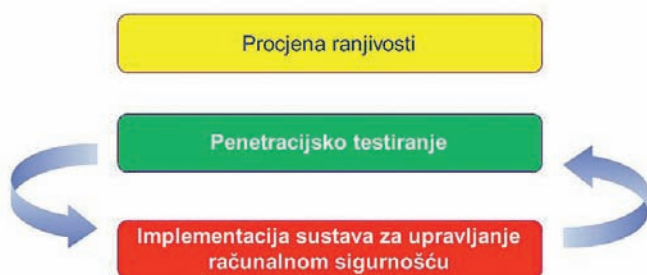 Procjena ranjivosti
Penetracijsko testiranje
Implementacija sustava za upravljanje
računalnom sigurnošću